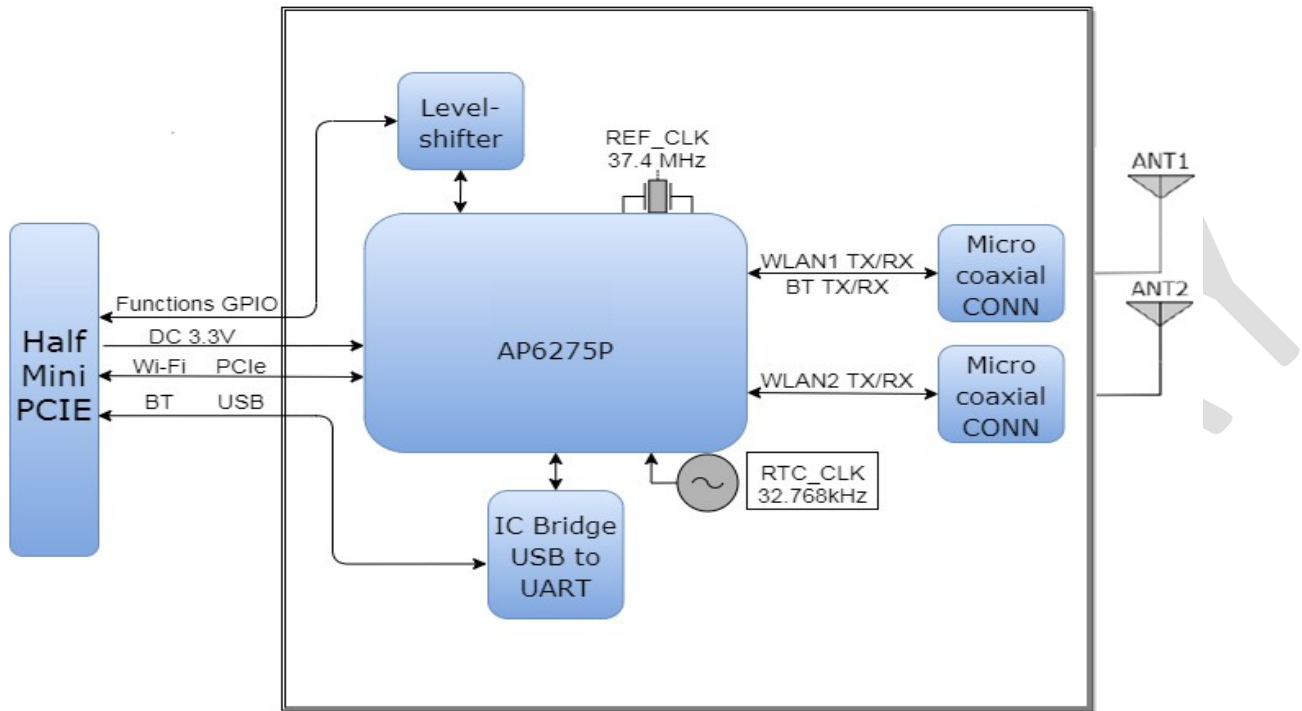 Level-
shifter
REF_CLK
37.4 MHz
ANT1
Micro
coaxial
CONN
WLAN1 TX/RX
BT TX/RX
ANT2
Functions GPIO
DC 3.3V
Wi-Fi PCIe
BT USB
Half
Mini
PCIE
AP6275P
WLAN2 TX/RX
Micro
coaxial
CONN
RTC_CLK
32.768kHz
IC Bridge
USB to
UART